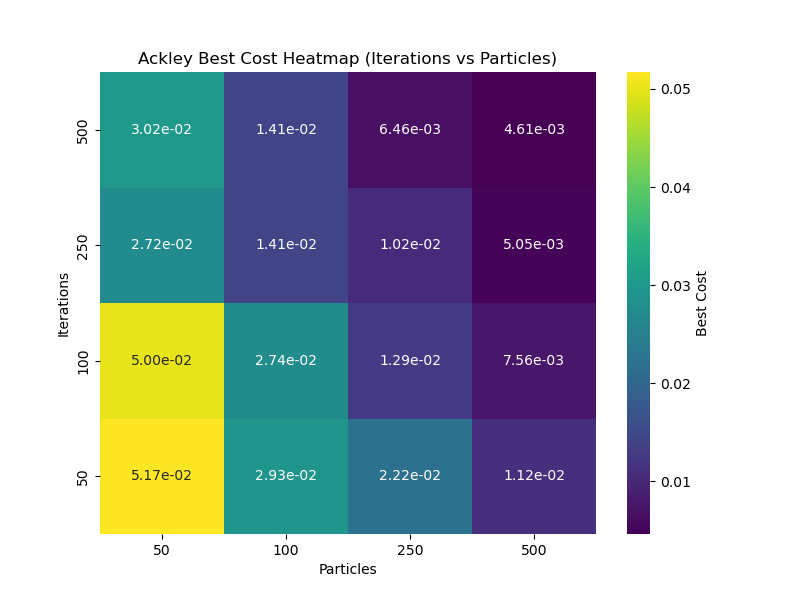 Ackley Best Cost Heatmap (Iterations vs Particles)
500 3.02e-02 1.41e-02 6.46e-03 4.61e-03
250 2.72e-02 1.41e-02 1.02e-02 5.05e-03
100 5.00e-02 2.74e-02 1.29e-02 7.56e-03
50 5.17e-02 2.93e-02 2.22e-02 1.12e-02
Iterations
50 100 250 500
Particles
0.05
0.04
0.03
0.02
0.01
Best Cost